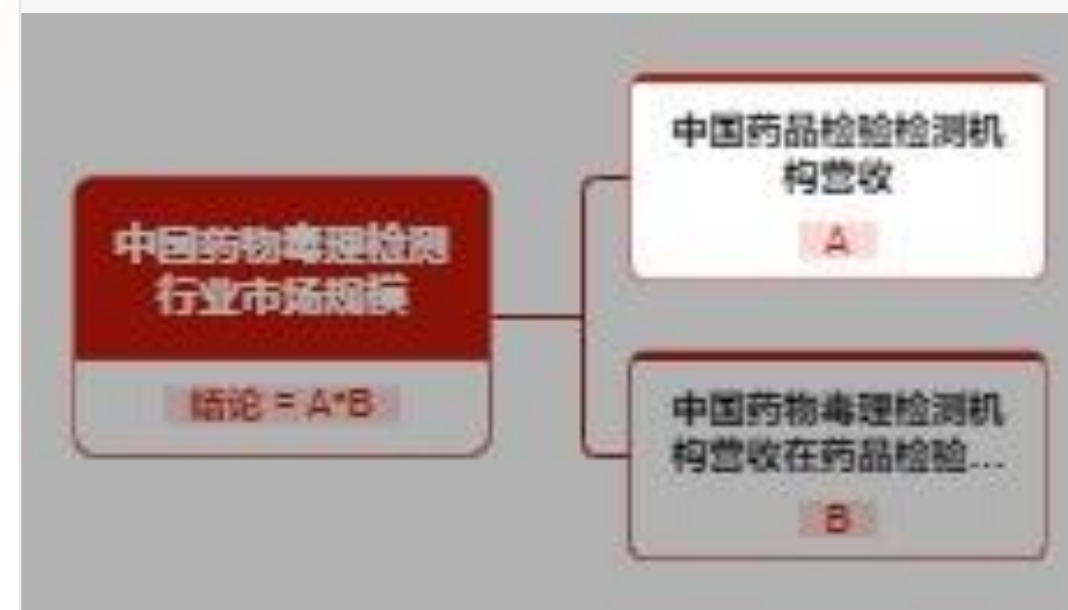 中国药物毒理检测
行业市场规模
结论 = A*B
中国药品检验检测机
构营收
A
中国药物毒理检测机
构营收在药品检验...
B